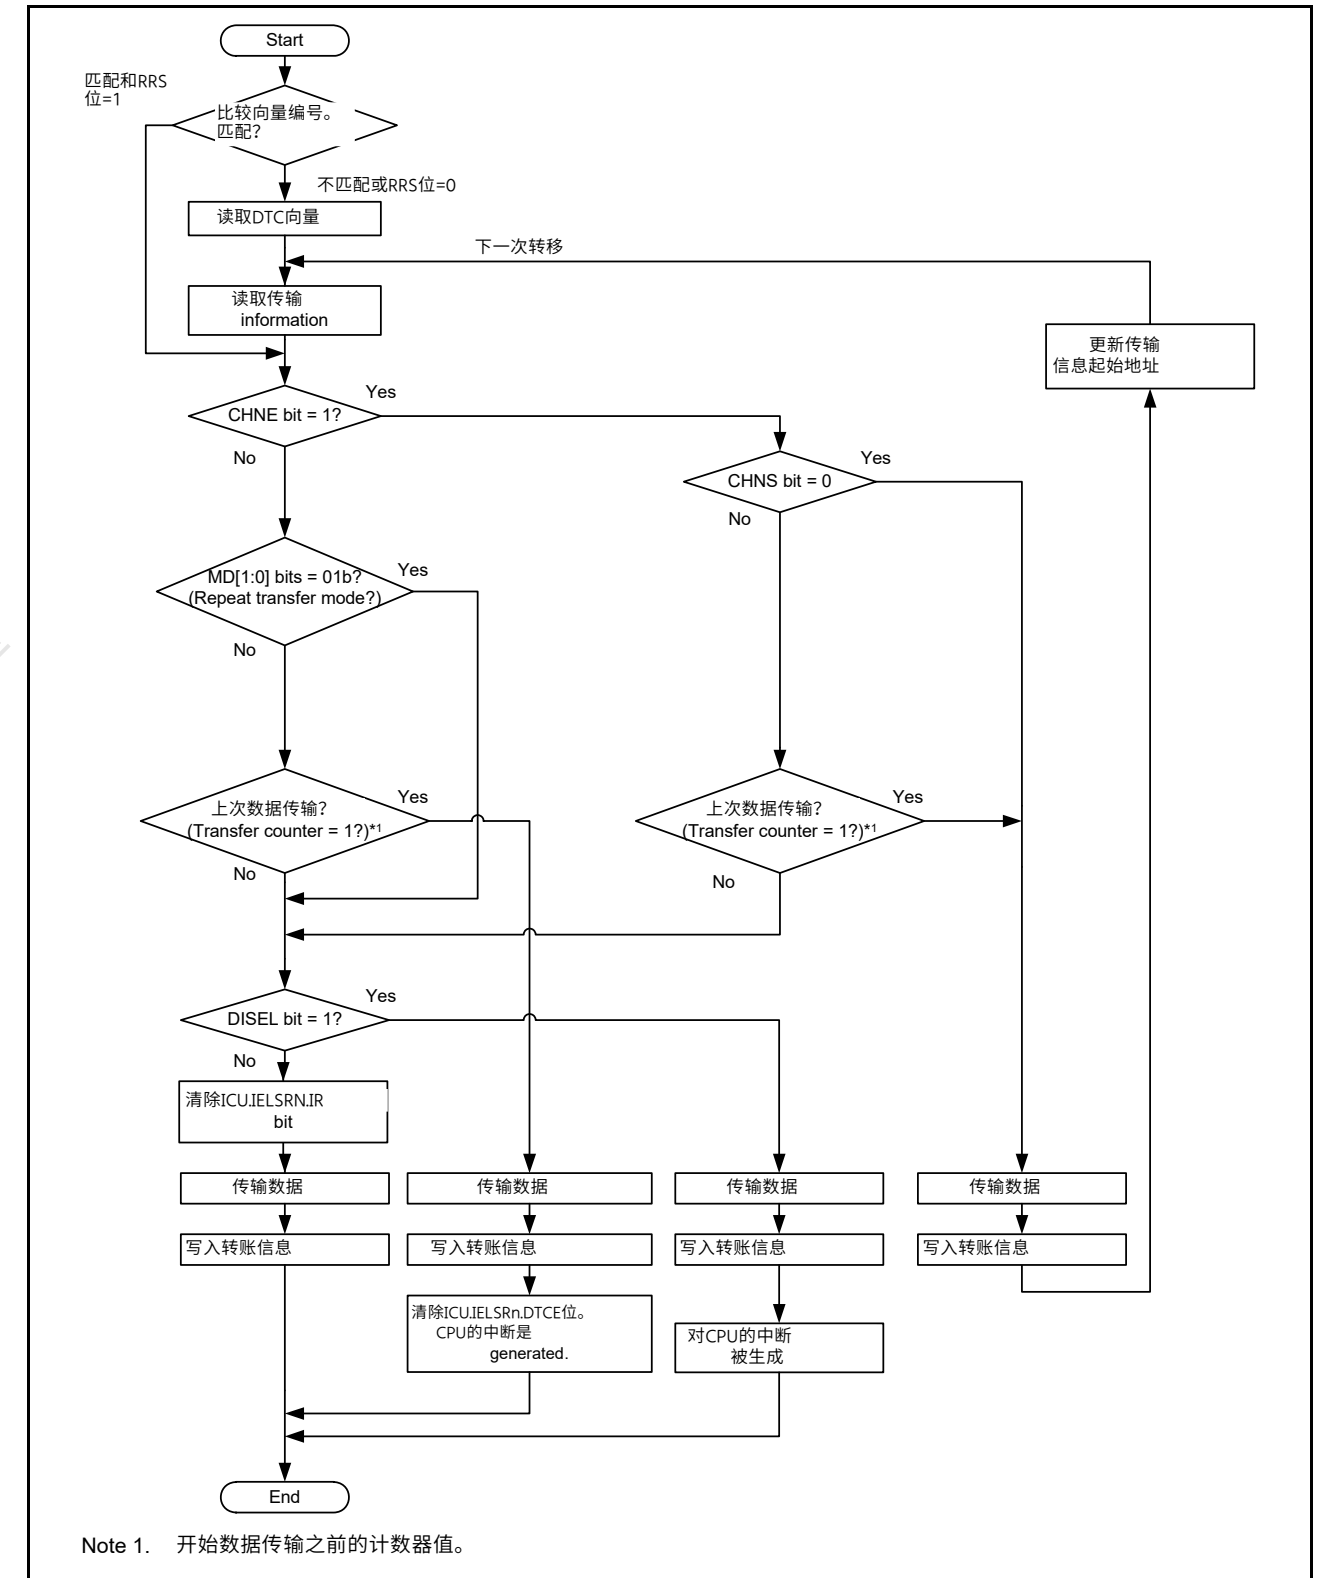 Start
匹配和RRS
位=1
比较向量编号。
匹配?
不匹配或RRS位=0
读取DTC向量
下一次转移
读取传输
information
更新传输
信息起始地址
Yes
CHNE bit = 1?
No
Yes
CHNS bit = 0
No
MD[1:0] bits = 01b?
(Repeat transfer mode?)
Yes
No
上次数据传输?
(Transfer counter = 1?)*1
Yes
No
上次数据传输?
(Transfer counter = 1?)*1
Yes
No
DISEL bit = 1?
Yes
No
清除ICU.IELSRN.IR
bit
传输数据
传输数据
传输数据
传输数据
写入转账信息
写入转账信息
写入转账信息
写入转账信息
清除ICU.IELSRn.DTCE位。
CPU的中断是
generated.
对CPU的中断
被生成
End
Note 1. 开始数据传输之前的计数器值。